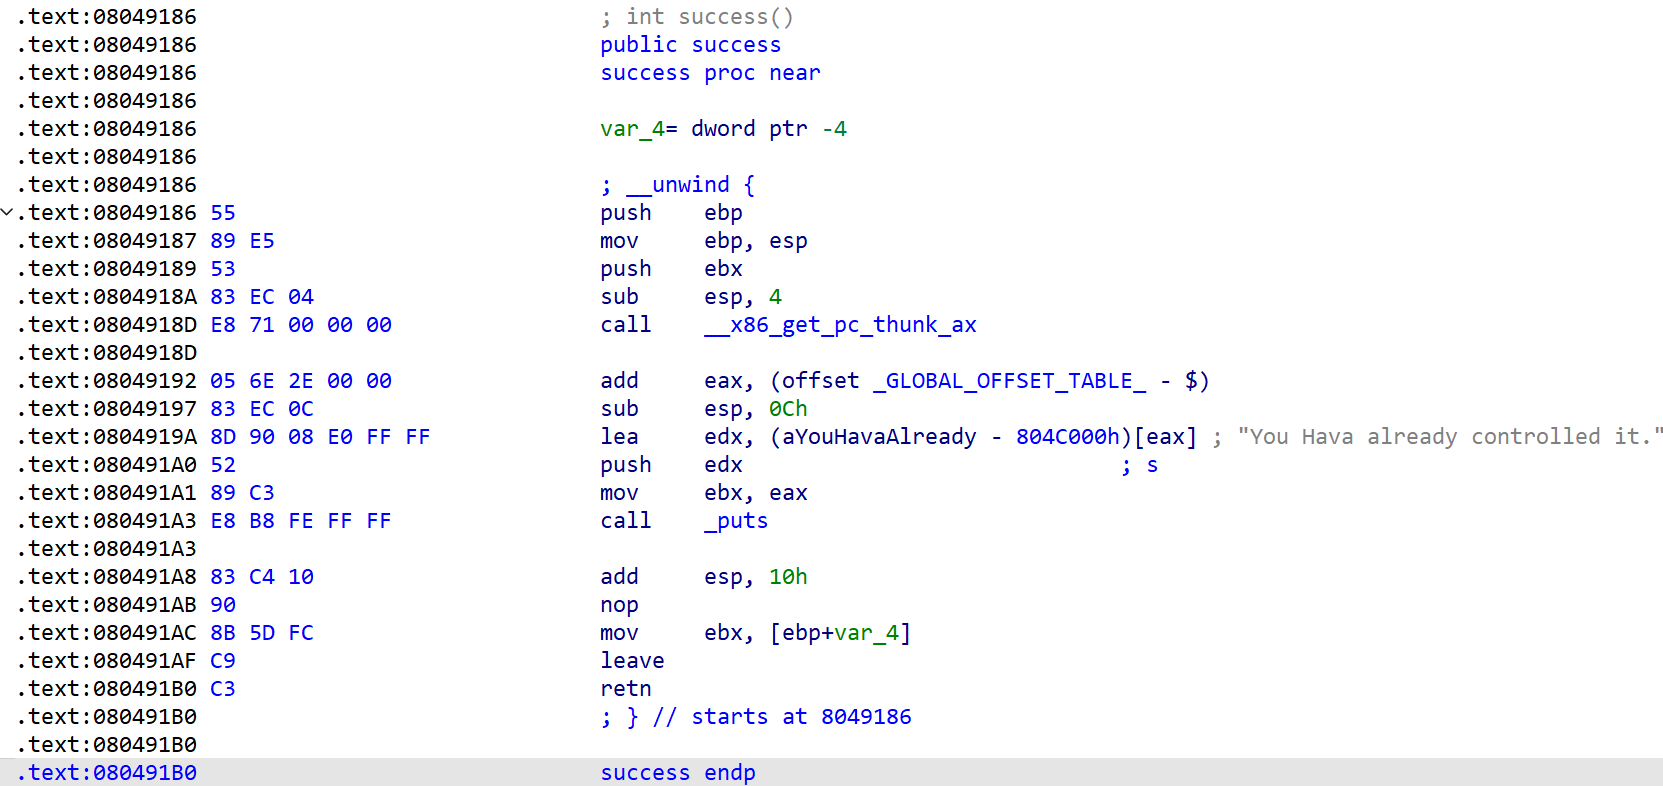 .text:08049186 ; int success()
.text:08049186 public success
.text:08049186 success proc near
.text:08049186
.text:08049186 var_4= dword ptr -4
.text:08049186
.text:08049186 ; __unwind {
.text:08049186 55 push ebp
.text:08049187 89 E5 mov ebp, esp
.text:08049189 53 push ebx
.text:0804918A 83 EC 04 sub esp, 4
.text:0804918D E8 71 00 00 00 call __x86_get_pc_thunk_ax
.text:0804918D
.text:08049192 05 6E 2E 00 00 add eax, (offset _GLOBAL_OFFSET_TABLE_ - $)
.text:08049197 83 EC 0C sub esp, 0Ch
.text:0804919A 8D 90 08 E0 FF FF lea edx, (aYouHavaAlready - 804C000h)[eax] ; "You Hava already controlled it."
.text:080491A0 52 push edx ; s
.text:080491A1 89 C3 mov ebx, eax
.text:080491A3 E8 B8 FE FF FF call _puts
.text:080491A3
.text:080491A8 83 C4 10 add esp, 10h
.text:080491AB 90 nop
.text:080491AC 8B 5D FC mov ebx, [ebp+var_4]
.text:080491AF C9 leave
.text:080491B0 C3 retn
.text:080491B0 ; } // starts at 8049186
.text:080491B0
.text:080491B0 success endp